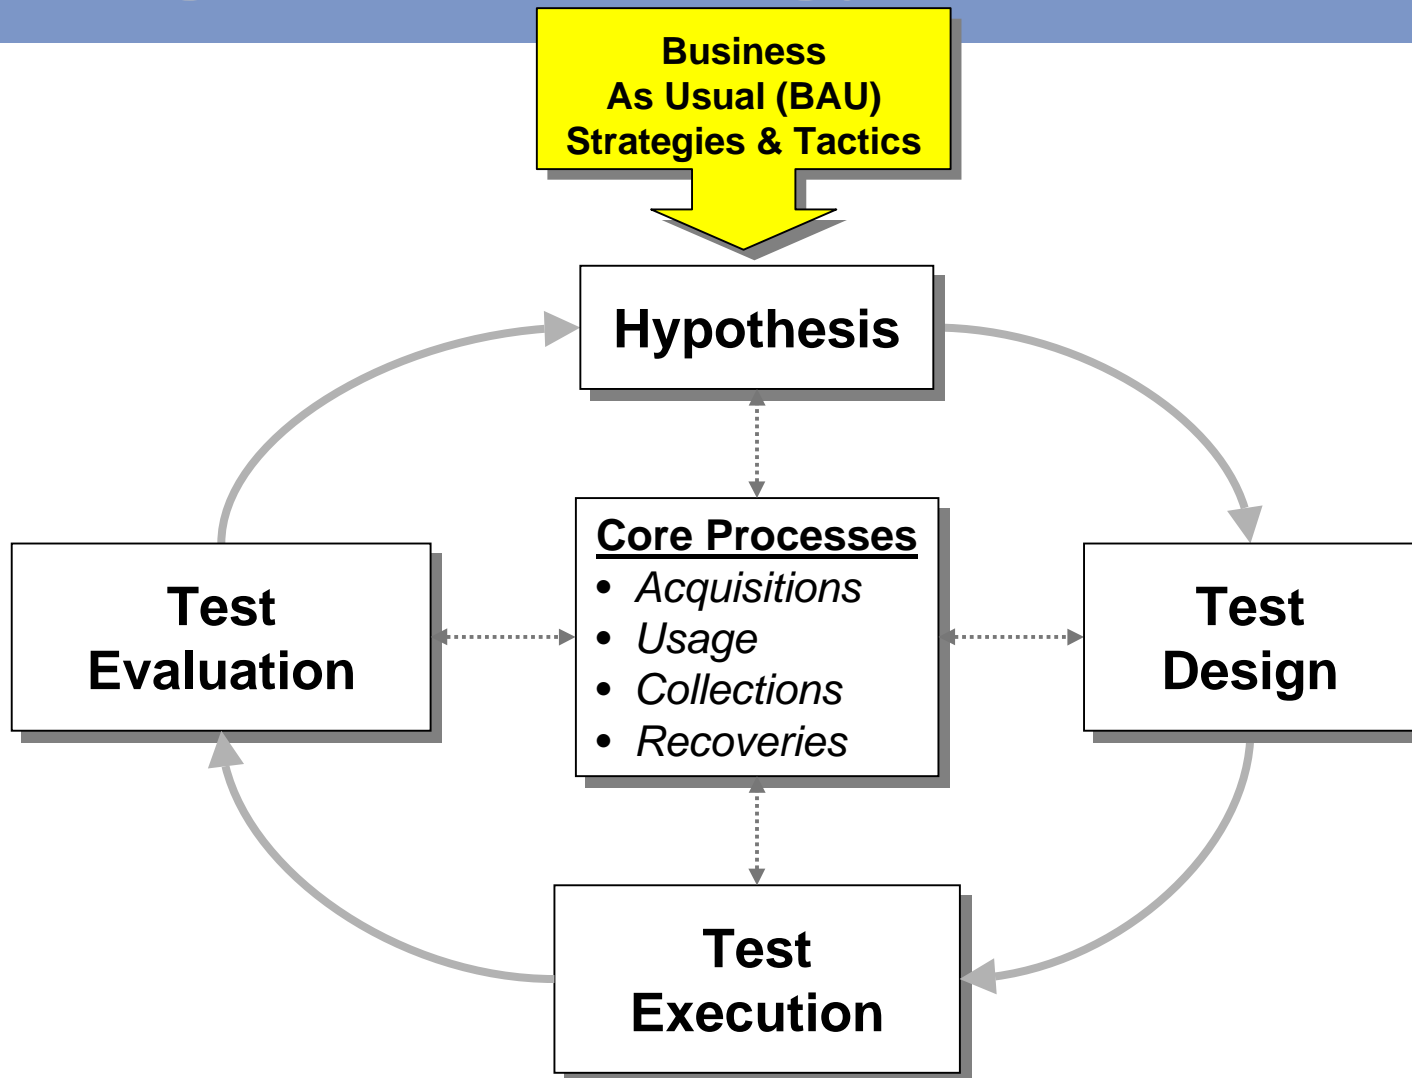 Business
As Usual (BAU)
Strategies & Tactics
Hypothesis
Core Processes
• Acquisitions
• Usage
• Collections
• Recoveries
Test
Evaluation
Test
Design
Test
Execution